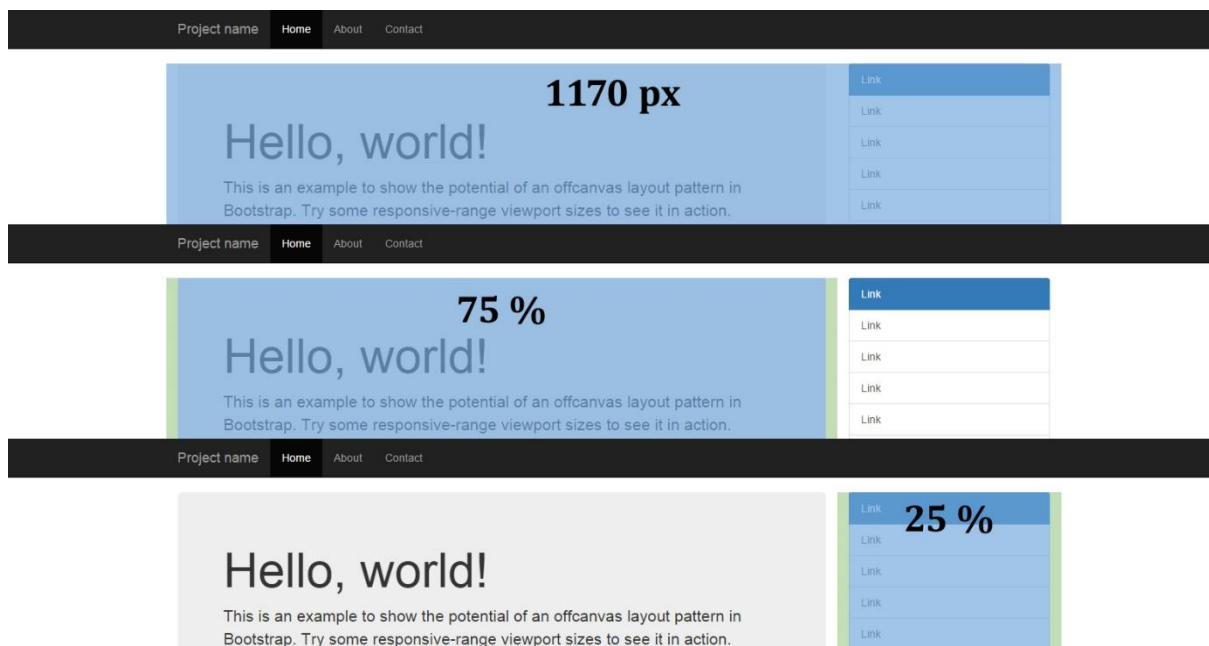 Project name Home About Contact
1170 px
Link
Hello, world!
Link
Link
This is an example to show the potential of an offcanvas layout pattern in
Bootstrap. Try some responsive-range viewport sizes to see it in action.
Link
Link
Project name Home About Contact
75 %
Link
Hello, world!
Link
Link
This is an example to show the potential of an offcanvas layout pattern in
Bootstrap. Try some responsive-range viewport sizes to see it in action.
Link
Link
Project name Home About Contact
Link
25 %
Hello, world!
Link
Link
This is an example to show the potential of an offcanvas layout pattern in
Bootstrap. Try some responsive-range viewport sizes to see it in action.
Link
Link